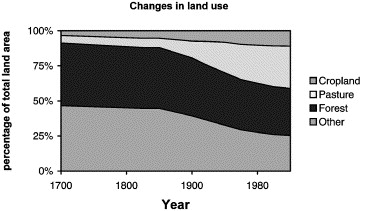 Changes in land use
percentage of total land area
100%
75%
50%
25%
0%
1700
1800
1900
1980
Year
Cropland
Pasture
Forest
Other